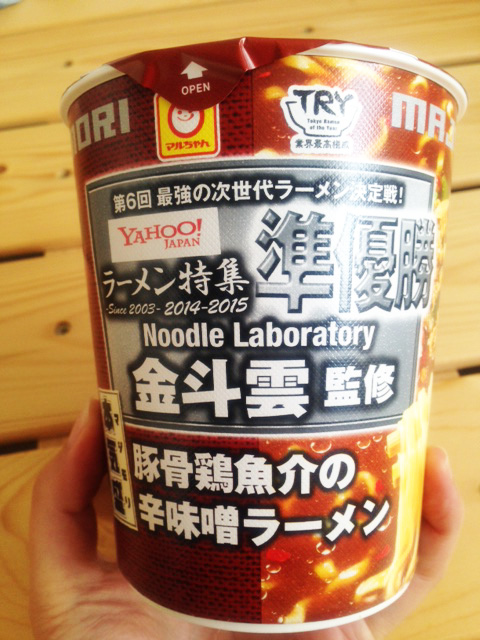 OPEN
ORI
マルちゃん
TRY
Tokyo Ramen
of the Year
業界最高権威
MA
第6回 最強の次世代ラーメン決定戦!
YAHOO!
JAPAN
ラーメン特集
-Since 2003- 2014-2015
準優勝
Noodle Laboratory
金斗雲 監修
豚骨鶏魚介の
辛味噌ラーメン